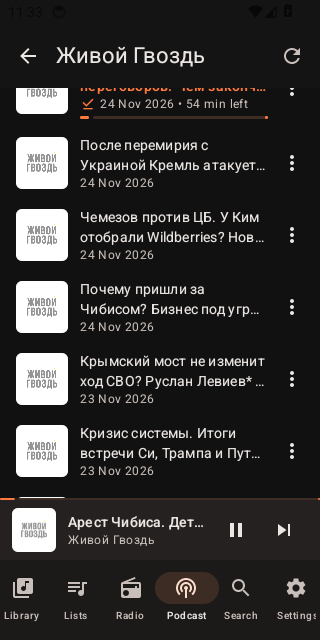 11:33
Живой Гвоздь
переговоров. Чем законч...
24 Nov 2026 • 54 min left
ЖИВОЙ
ГВОЗДЬ
После перемирия с
Украиной Кремль атакует...
24 Nov 2026
ЖИВОЙ
ГВОЗДЬ
Чемезов против ЦБ. У Ким
отобрали Wildberries? Нов...
24 Nov 2026
ЖИВОЙ
ГВОЗДЬ
Почему пришли за
Чибисом? Бизнес под угр...
24 Nov 2026
ЖИВОЙ
ГВОЗДЬ
Крымский мост не изменит
ход СВО? Руслан Левиев* ...
23 Nov 2026
ЖИВОЙ
ГВОЗДЬ
Кризис системы. Итоги
встречи Си, Трампа и Пут...
23 Nov 2026
ЖИВОЙ
ГВОЗДЬ
Арест Чибиса. Дет...
Живой Гвоздь
ЖИВОЙ
ГВОЗДЬ
Library
Lists
Radio
Podcast
Search
Settings